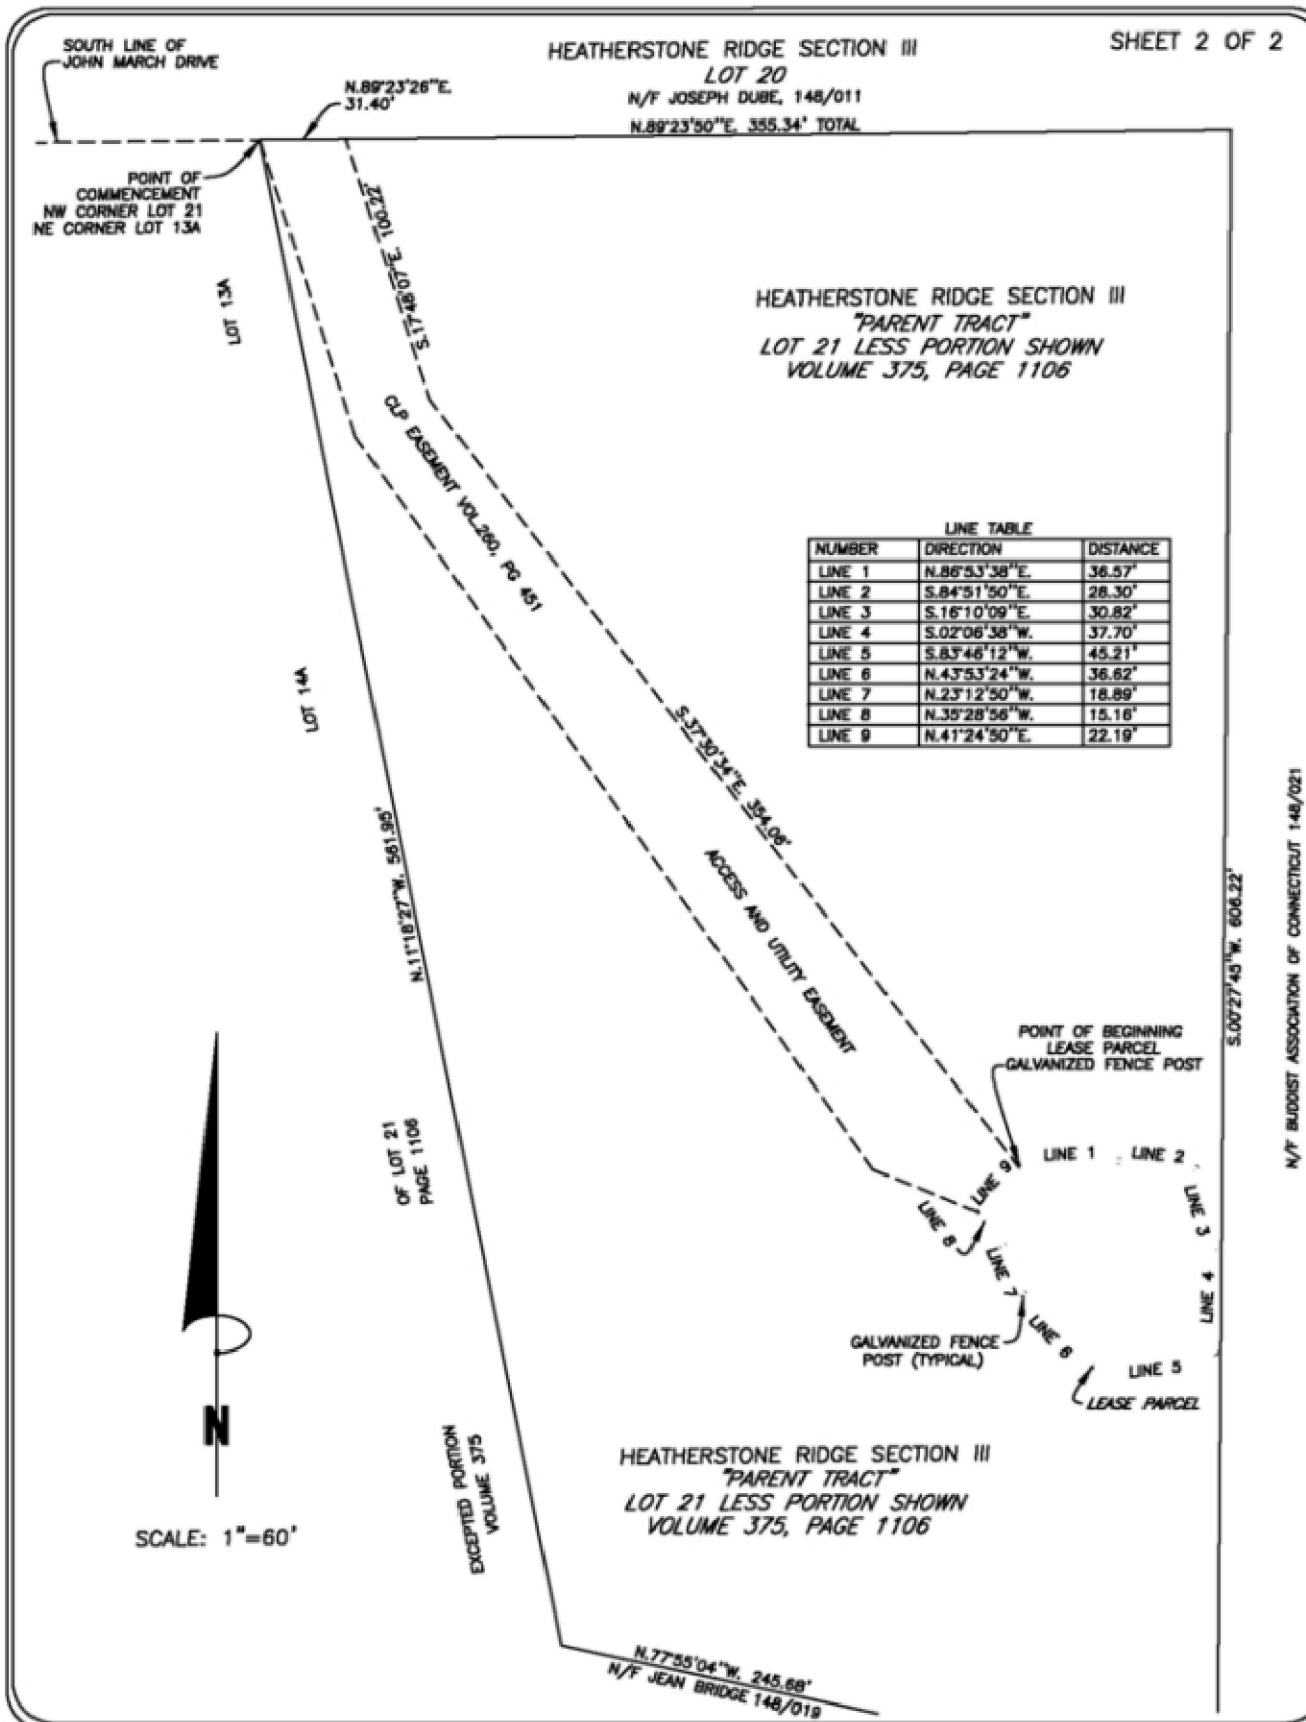 SHEET 2 OF 2
SOUTH LINE OF
JOHN MARCH DRIVE
HEATHERSTONE RIDGE SECTION III
LOT 20
N/F JOSEPH DUBE, 148/011
N.89°23'50"E. 355.34' TOTAL
N.89°23'26"E.
31.40'
POINT OF
COMMENCEMENT
NW CORNER LOT 21
NE CORNER LOT 13A
S.17°48'07"E. 100.22'
LOT 13A
HEATHERSTONE RIDGE SECTION III
"PARENT TRACT"
LOT 21 LESS PORTION SHOWN
VOLUME 375, PAGE 1106
CLP EASEMENT VOL.260, PG 451
LINE TABLE
NUMBER DIRECTION DISTANCE
LINE 1 N.86°53'38"E. 36.57'
LINE 2 S.84°51'50"E. 28.30'
LINE 3 S.16°10'09"E. 30.82'
LINE 4 S.02°06'38"W. 37.70'
LINE 5 S.83°46'12"W. 45.21'
LINE 6 N.43°53'24"W. 36.62'
LINE 7 N.23°12'50"W. 18.89'
LINE 8 N.35°28'56"W. 15.16'
LINE 9 N.41°24'50"E. 22.19'
LOT 14A
S.37°30'34"E. 354.06'
N.11°18'27"W. 561.95'
ACCESS AND UTILITY EASEMENT
S.00°27'45"W. 606.22'
N/F BUDDIST ASSOCIATION OF CONNECTICUT 148/021
POINT OF BEGINNING
LEASE PARCEL
GALVANIZED FENCE POST
LINE 1
LINE 2
LINE 3
LINE 4
LINE 5
LINE 6
LINE 7
LINE 8
LINE 9
GALVANIZED FENCE
POST (TYPICAL)
LEASE PARCEL
OF LOT 21
PAGE 1106
EXCEPTED PORTION
VOLUME 375
N
SCALE: 1"=60'
HEATHERSTONE RIDGE SECTION III
"PARENT TRACT"
LOT 21 LESS PORTION SHOWN
VOLUME 375, PAGE 1106
N.77°55'04"W. 245.68'
N/F JEAN BRIDGE 148/019